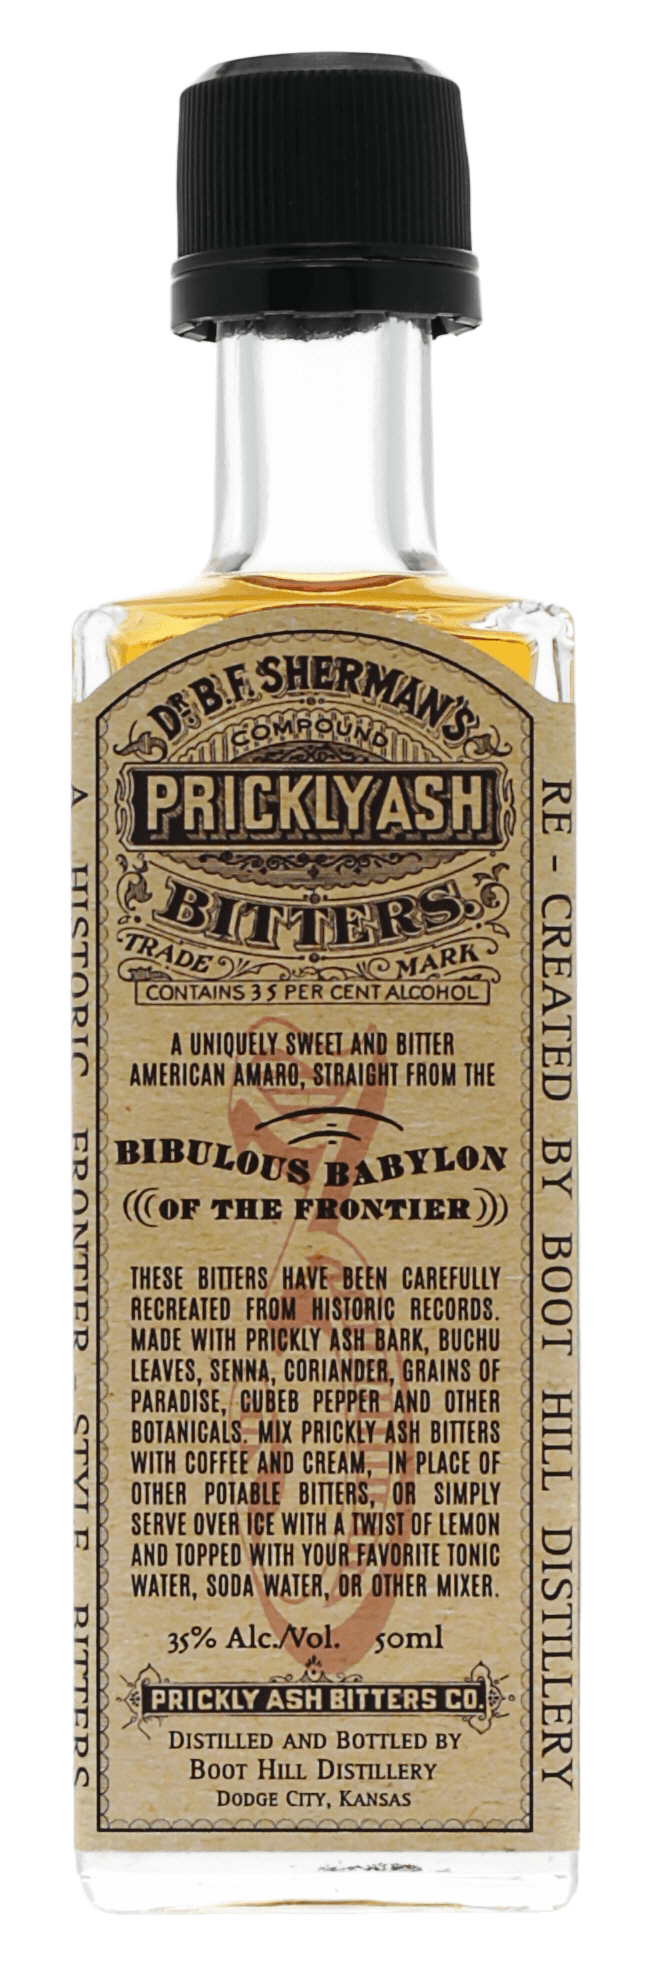 DR. B.F. SHERMAN'S
COMPOUND
PRICKLY ASH
BITTERS.
TRADE MARK
CONTAINS 35 PER CENT ALCOHOL
A UNIQUELY SWEET AND BITTER
AMERICAN AMARO, STRAIGHT FROM THE
BIBULOUS BABYLON
(((OF THE FRONTIER)))
THESE BITTERS HAVE BEEN CAREFULLY
RECREATED FROM HISTORIC RECORDS.
MADE WITH PRICKLY ASH BARK, BUCHU
LEAVES, SENNA, CORIANDER, GRAINS OF
PARADISE, CUBEB PEPPER AND OTHER
BOTANICALS. MIX PRICKLY ASH BITTERS
WITH COFFEE AND CREAM, IN PLACE OF
OTHER POTABLE BITTERS, OR SIMPLY
SERVE OVER ICE WITH A TWIST OF LEMON
AND TOPPED WITH YOUR FAVORITE TONIC
WATER, SODA WATER, OR OTHER MIXER.
35% Alc./Vol. 50ml
PRICKLY ASH BITTERS CO.
DISTILLED AND BOTTLED BY
BOOT HILL DISTILLERY
DODGE CITY, KANSAS
A HISTORIC FRONTIER - STYLE BITTERS
RE - CREATED BY BOOT HILL DISTILLERY